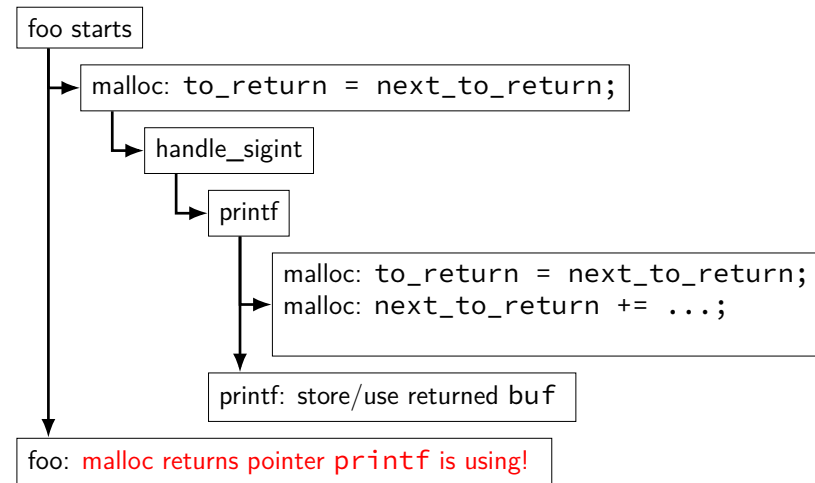 foo starts
malloc: to_return = next_to_return;
handle_sigint
printf
malloc: to_return = next_to_return;
malloc: next_to_return += ...;
printf: store/use returned buf
foo: malloc returns pointer printf is using!